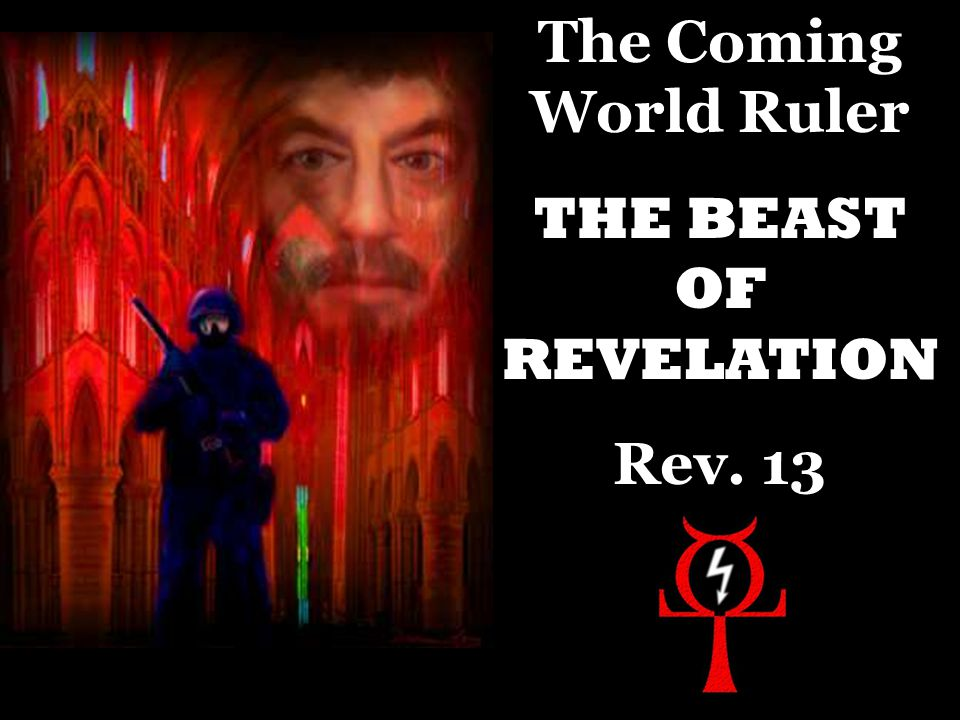 The Coming
World Ruler
THE BEAST
OF
REVELATION
Rev. 13